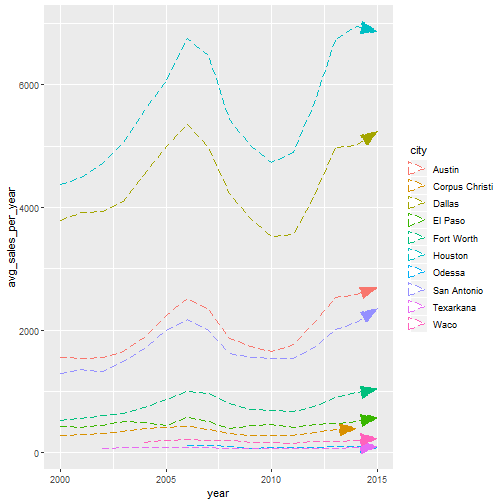 6000
4000
2000
0
avg_sales_per_year
2000
2005
2010
2015
year
city
Austin
Corpus Christi
Dallas
El Paso
Fort Worth
Houston
Odessa
San Antonio
Texarkana
Waco